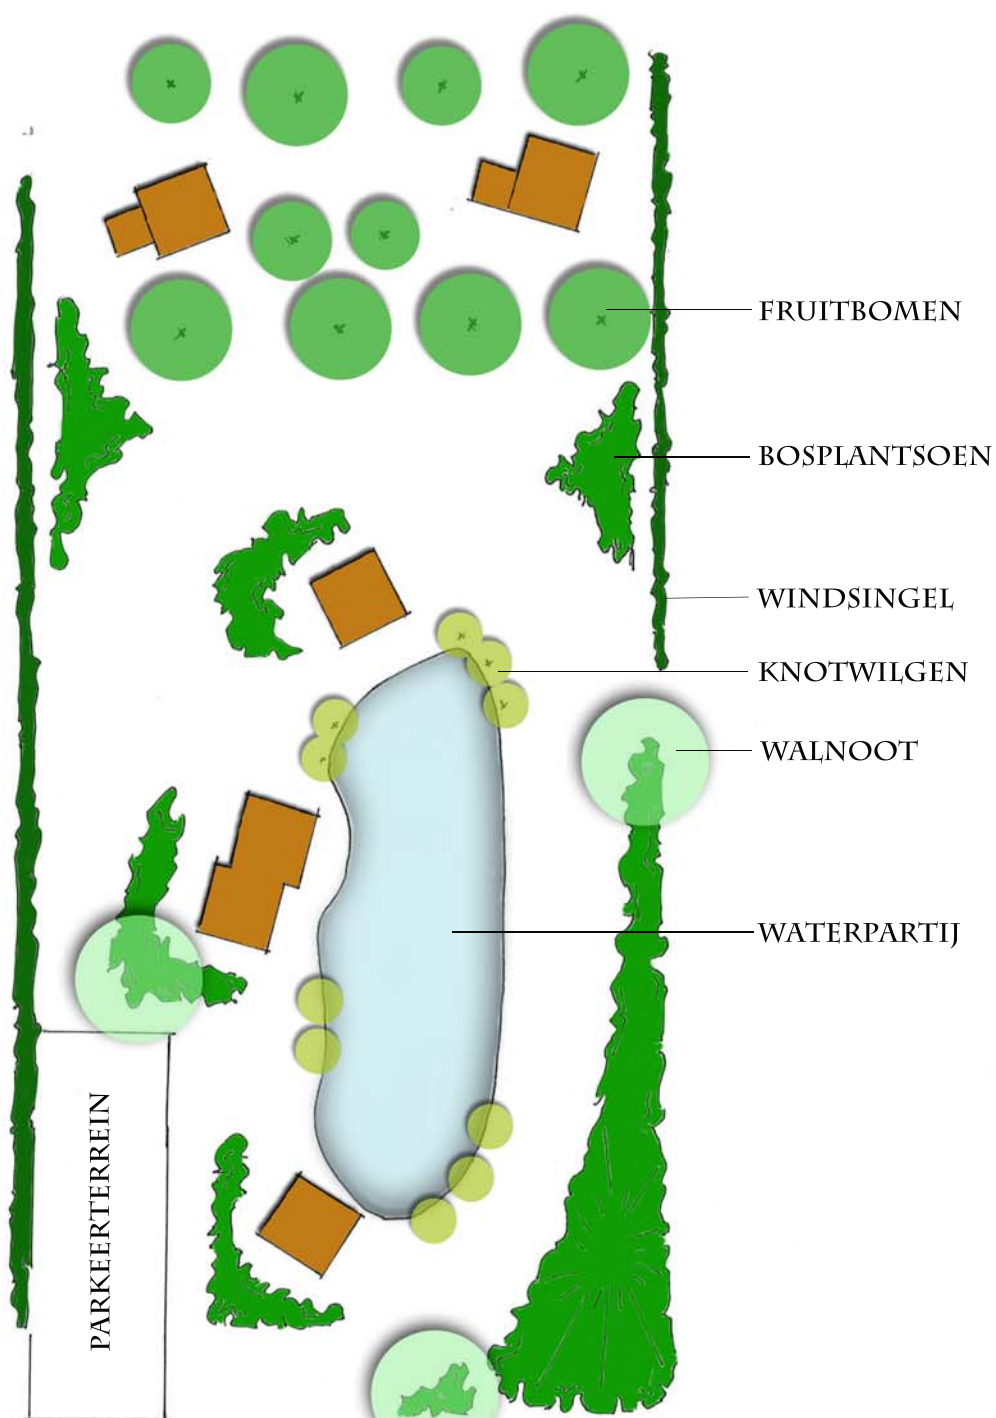 FRUITBOMEN
BOSPLANTSOEN
WINDSINGEL
KNOTWILGEN
WALNOOT
WATERPARTIJ
PARKEERTERREIN